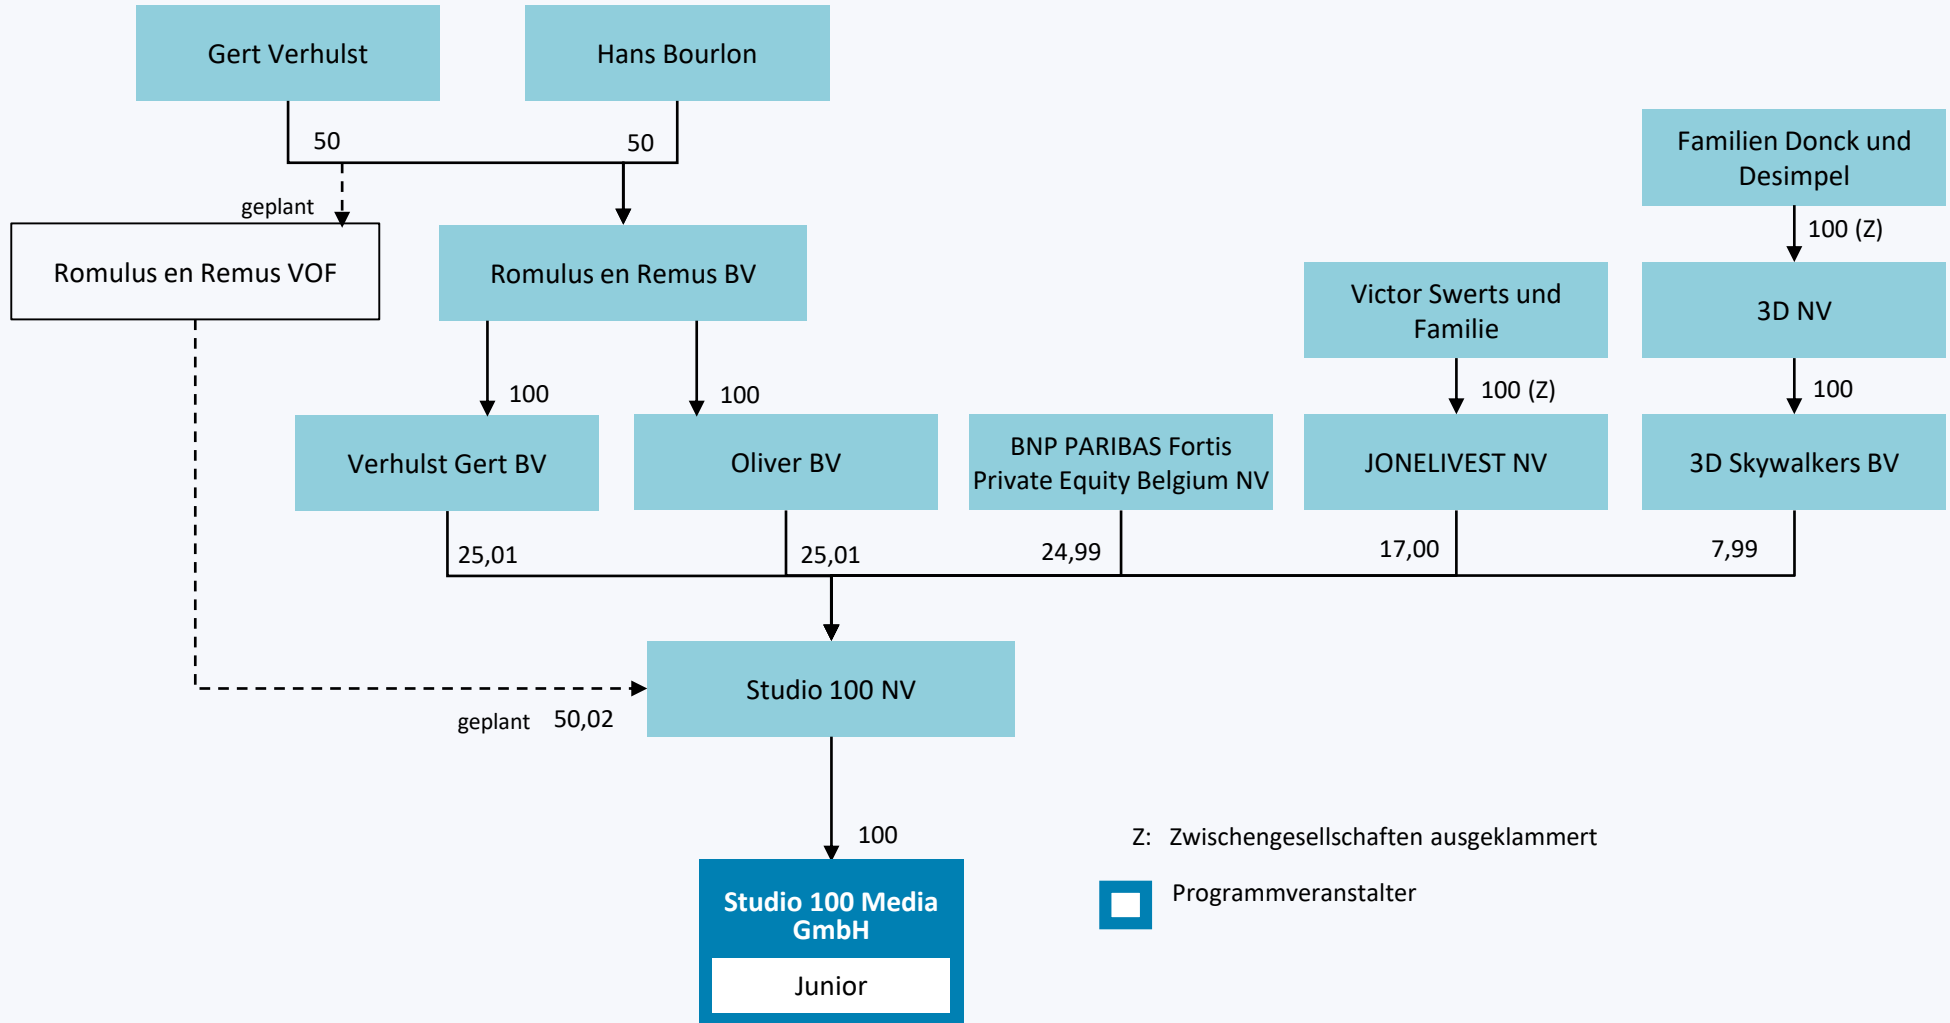 Gert Verhulst
Hans Bourlon
50
50
Familien Donck und
Desimpel
geplant
100 (Z)
Romulus en Remus VOF
Romulus en Remus BV
Victor Swerts und
Familie
3D NV
100
100
100 (Z)
100
Verhulst Gert BV
Oliver BV
BNP PARIBAS Fortis
Private Equity Belgium NV
JONELIVEST NV
3D Skywalkers BV
25,01
25,01
24,99
17,00
7,99
Studio 100 NV
geplant 50,02
100
Z: Zwischengesellschaften ausgeklammert
Studio 100 Media
GmbH
Junior
Programmveranstalter